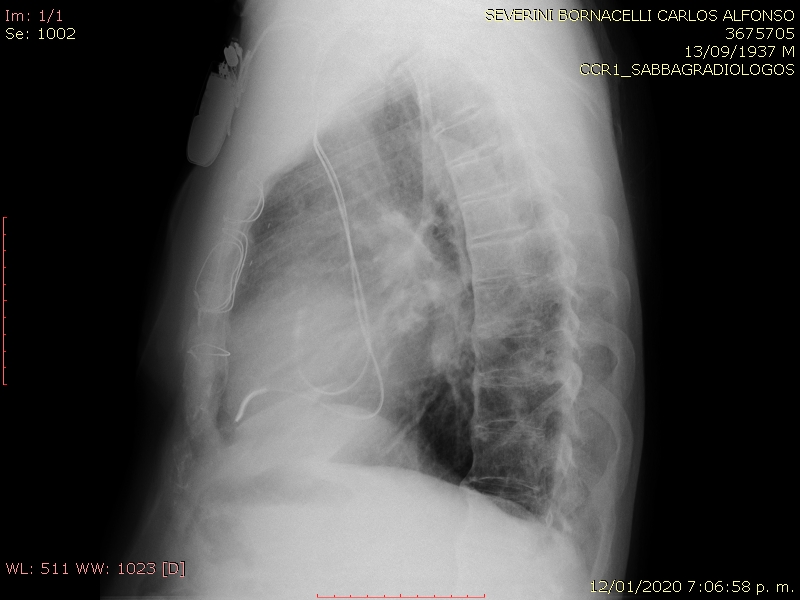 Im: 1/1
Se: 1002
SEVERINI BORNACELLI CARLOS ALFONSO
3675705
13/09/1937 M
CCR1_SABBAGRADIOLOGOS
WL: 511 WW: 1023 [D]
12/01/2020 7:06:58 p. m.